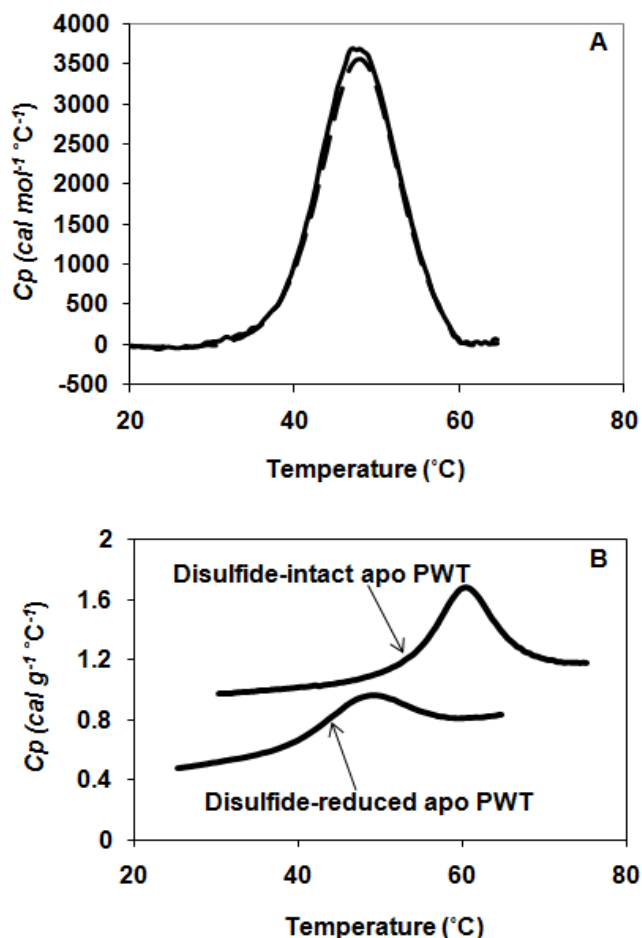 A
4000
3500
3000
2500
2000
1500
1000
500
0
-500
Cp (cal mol-1 °C-1)
20 40 60 80
Temperature (°C)
B
2
1.6
1.2
0.8
0.4
0
Cp (cal g-1 °C-1)
Disulfide-intact apo PWT
Disulfide-reduced apo PWT
20 40 60 80
Temperature (°C)